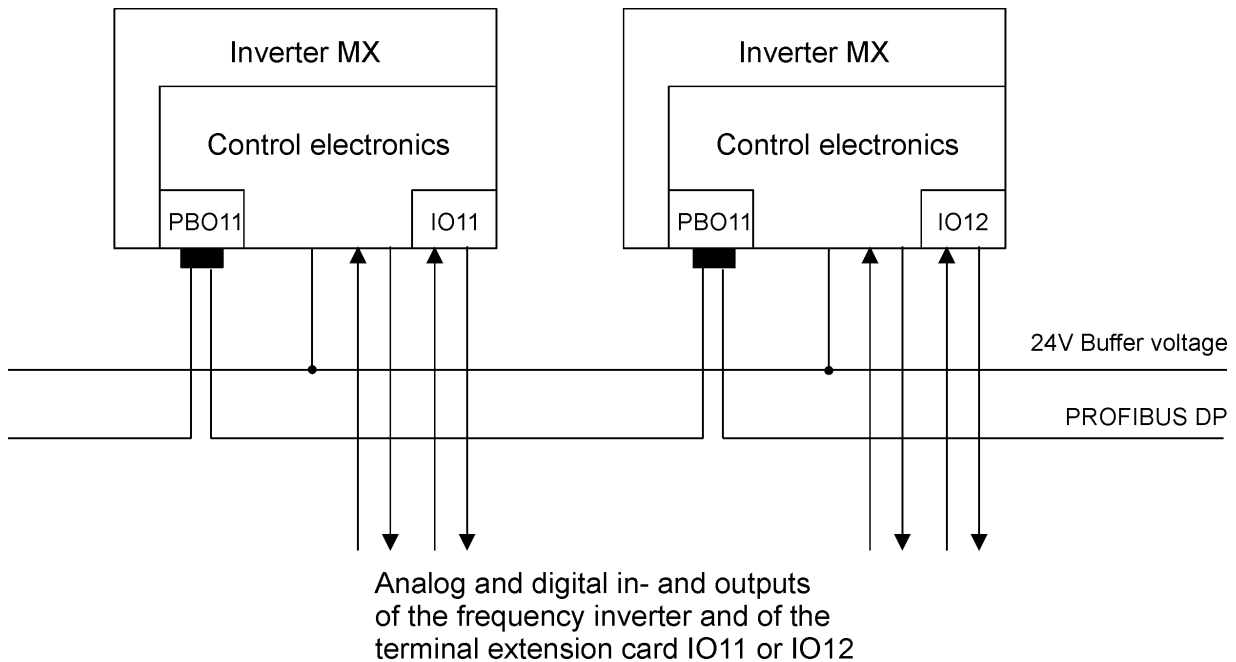 Inverter MX
Inverter MX
Control electronics
Control electronics
PBO11
IO11
PBO11
IO12
24V Buffer voltage
PROFIBUS DP
Analog and digital in- and outputs
of the frequency inverter and of the
terminal extension card IO11 or IO12